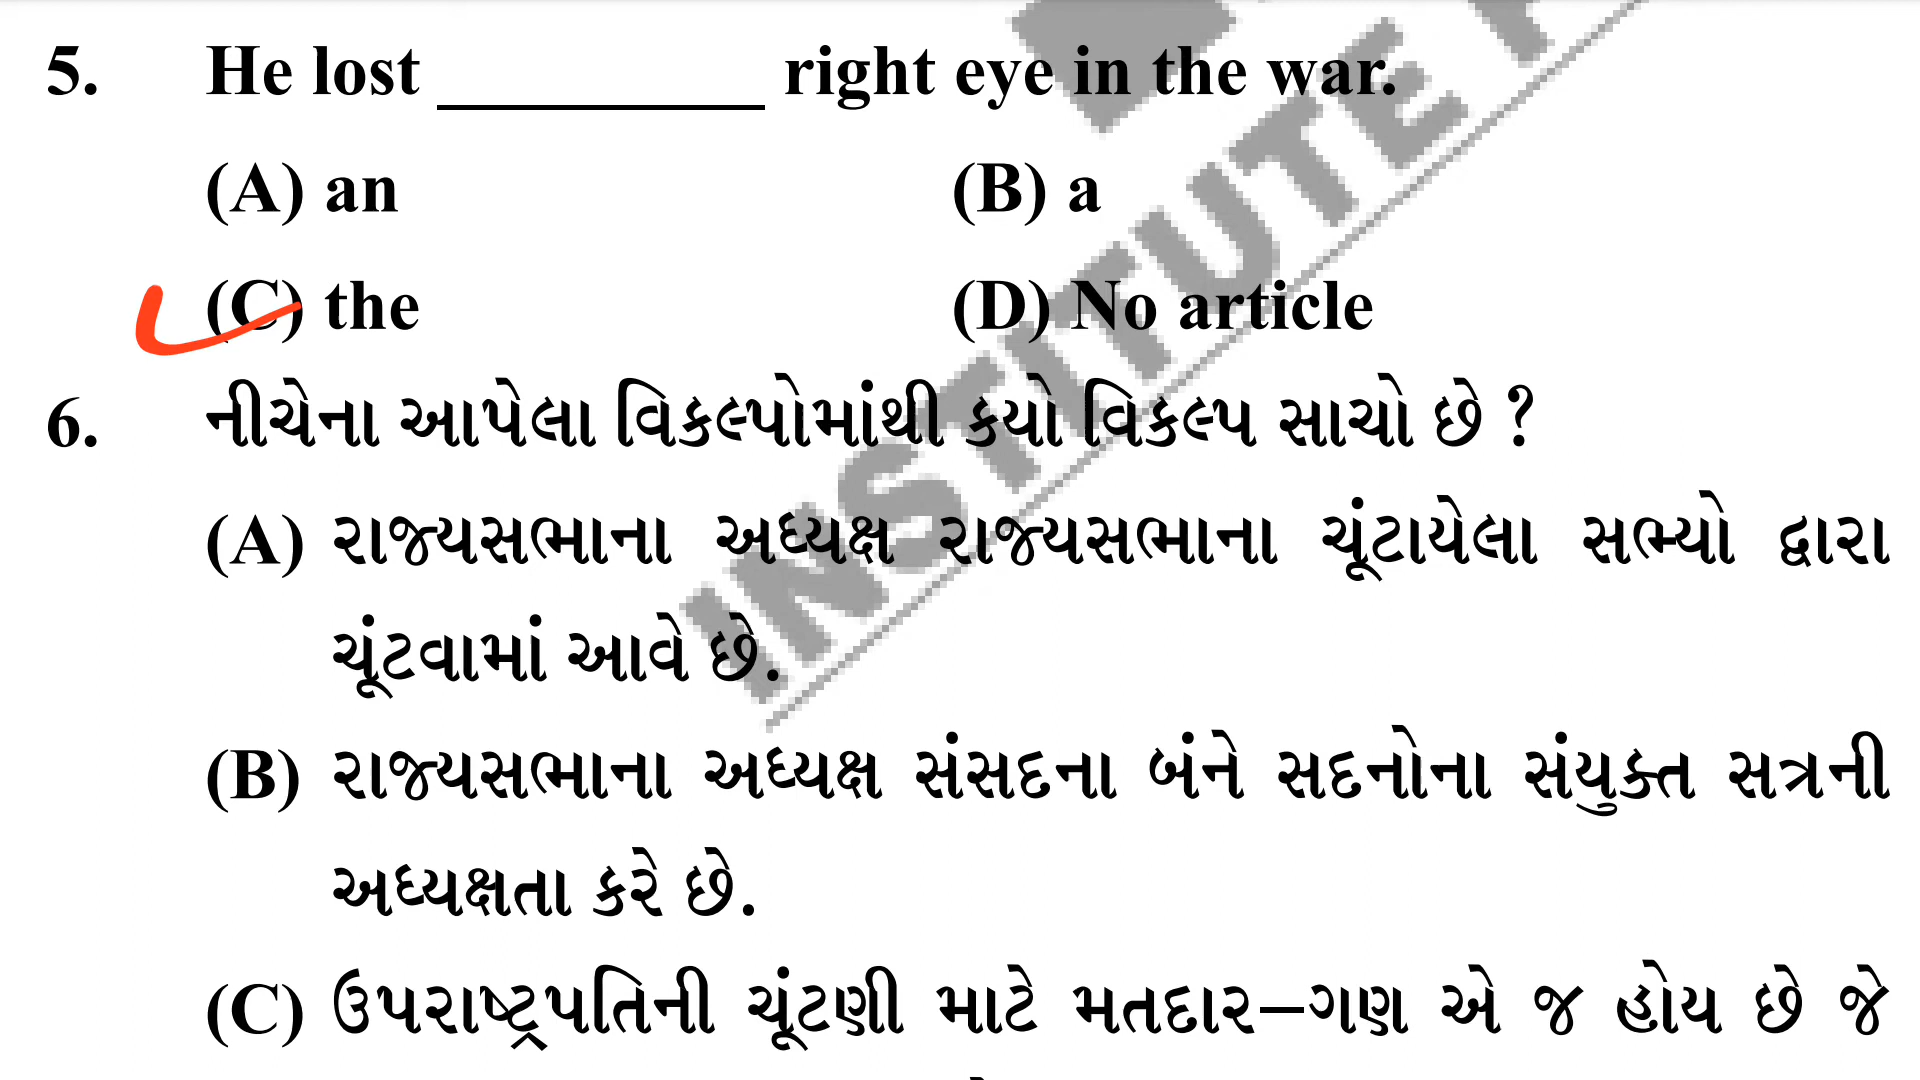 5. He lost __________ right eye in the war.
(A) an (B) a
(C) the (D) No article
6. નીચેના આપેલા વિકલ્પોમાંથી કયો વિકલ્પ સાચો છે ?
(A) રાજ્યસભાના અધ્યક્ષ રાજ્યસભાના ચૂંટાયેલા સભ્યો દ્વારા
ચૂંટવામાં આવે છે.
(B) રાજ્યસભાના અધ્યક્ષ સંસદના બંને સદનોના સંયુક્ત સત્રની
અધ્યક્ષતા કરે છે.
(C) ઉપરાષ્ટ્રપતિની ચૂંટણી માટે મતદાર–ગણ એ જ હોય છે જે
INSTITUTE